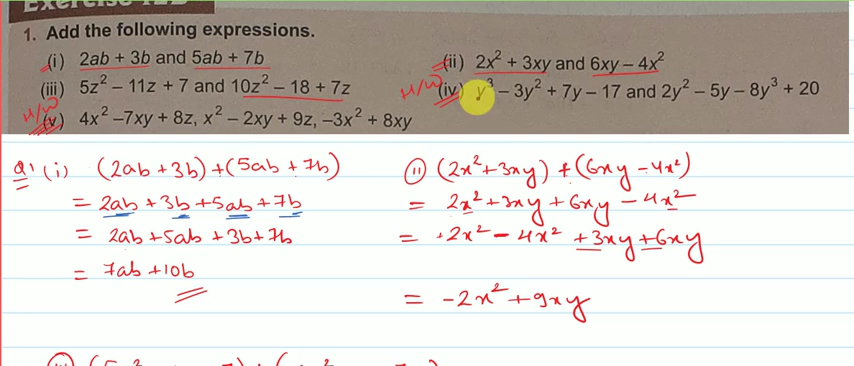 1. Add the following expressions.
(i) 2ab + 3b and 5ab + 7b (ii) 2x² + 3xy and 6xy – 4x²
(iii) 5z² – 11z + 7 and 10z² – 18 + 7z H/W (iv) y³ – 3y² + 7y – 17 and 2y² – 5y – 8y³ + 20
H/W (v) 4x² –7xy + 8z, x² – 2xy + 9z, –3x² + 8xy
Q1 (i) (2ab + 3b) + (5ab + 7b)
= 2ab + 3b + 5ab + 7b
= 2ab + 5ab + 3b + 7b
= 7ab + 10b
(ii) (2x² + 3xy) + (6xy – 4x²)
= 2x² + 3xy + 6xy – 4x²
= +2x² – 4x² + 3xy + 6xy
= –2x² + 9xy